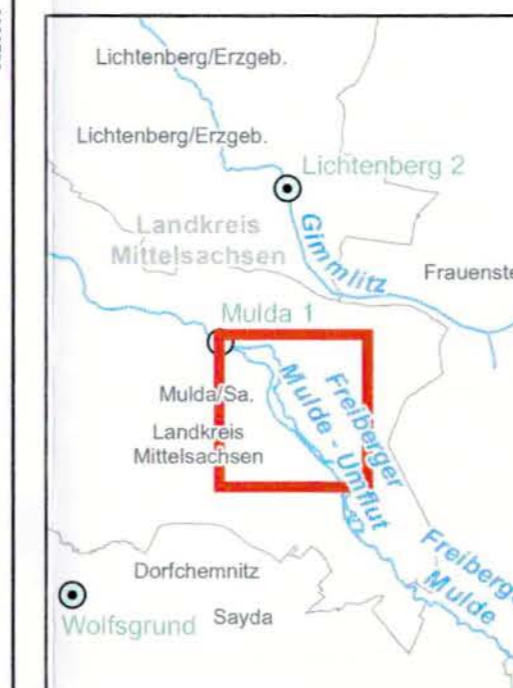 Lichtenberg/Erzgeb.
Lichtenberg/Erzgeb.
Lichtenberg 2
Landkreis
Mittelsachsen
Gimmlitz
Frauenste
Mulda 1
Mulda/Sa.
Landkreis
Mittelsachsen
Freiberger
Mulde - Umflut
Freiberge
Mulde
Dorfchemnitz
Wolfsgrund
Sayda